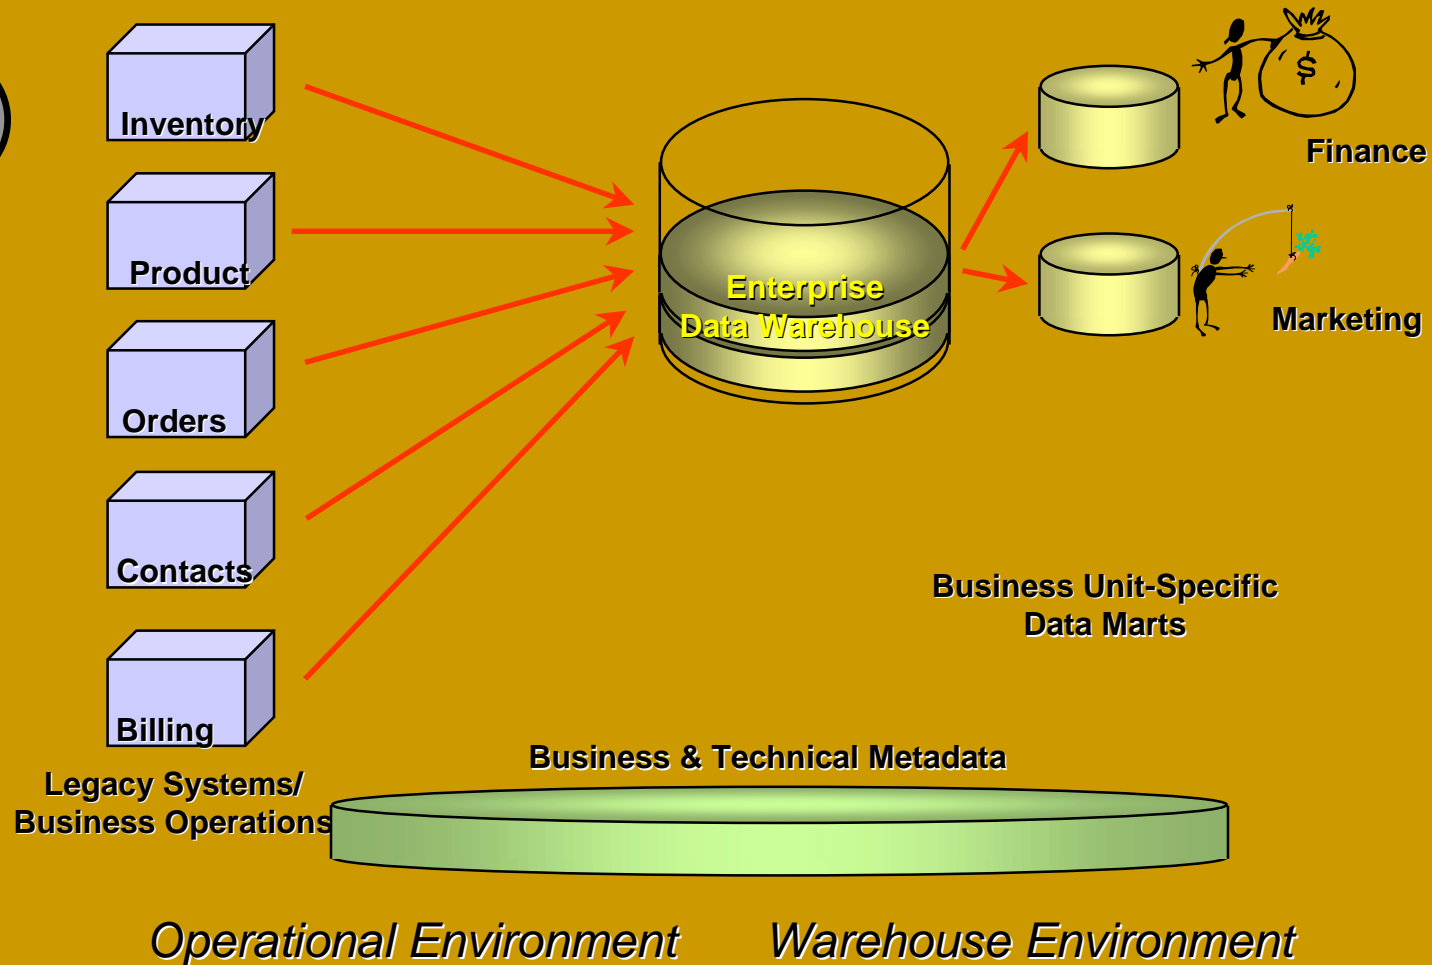 Inventory
Product
Orders
Contacts
Billing
Legacy Systems/
Business Operations
Enterprise
Data Warehouse
$
Finance
Marketing
Business Unit-Specific
Data Marts
Business & Technical Metadata
Operational Environment
Warehouse Environment